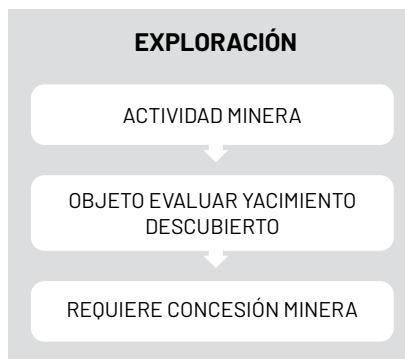 EXPLORACIÓN
ACTIVIDAD MINERA
OBJETO EVALUAR YACIMIENTO
DESCUBIERTO
REQUIERE CONCESIÓN MINERA